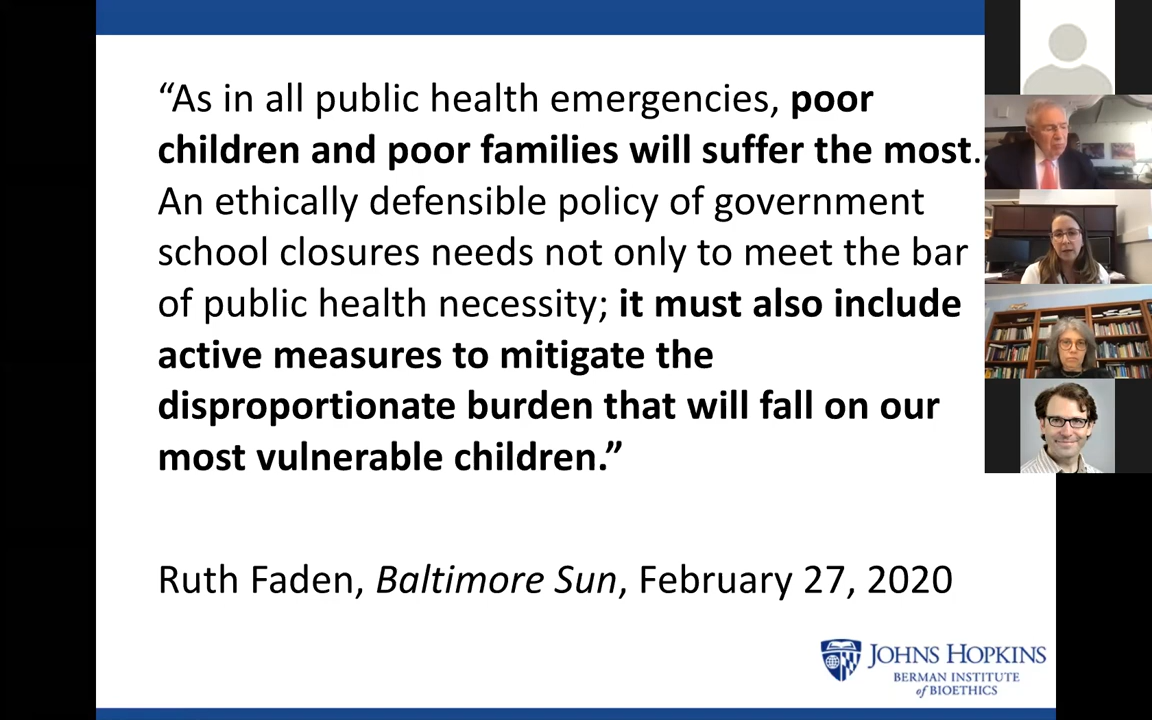 “As in all public health emergencies, poor
children and poor families will suffer the most.
An ethically defensible policy of government
school closures needs not only to meet the bar
of public health necessity; it must also include
active measures to mitigate the
disproportionate burden that will fall on our
most vulnerable children.”
Ruth Faden, Baltimore Sun, February 27, 2020
JOHNS HOPKINS
BERMAN INSTITUTE
of BIOETHICS